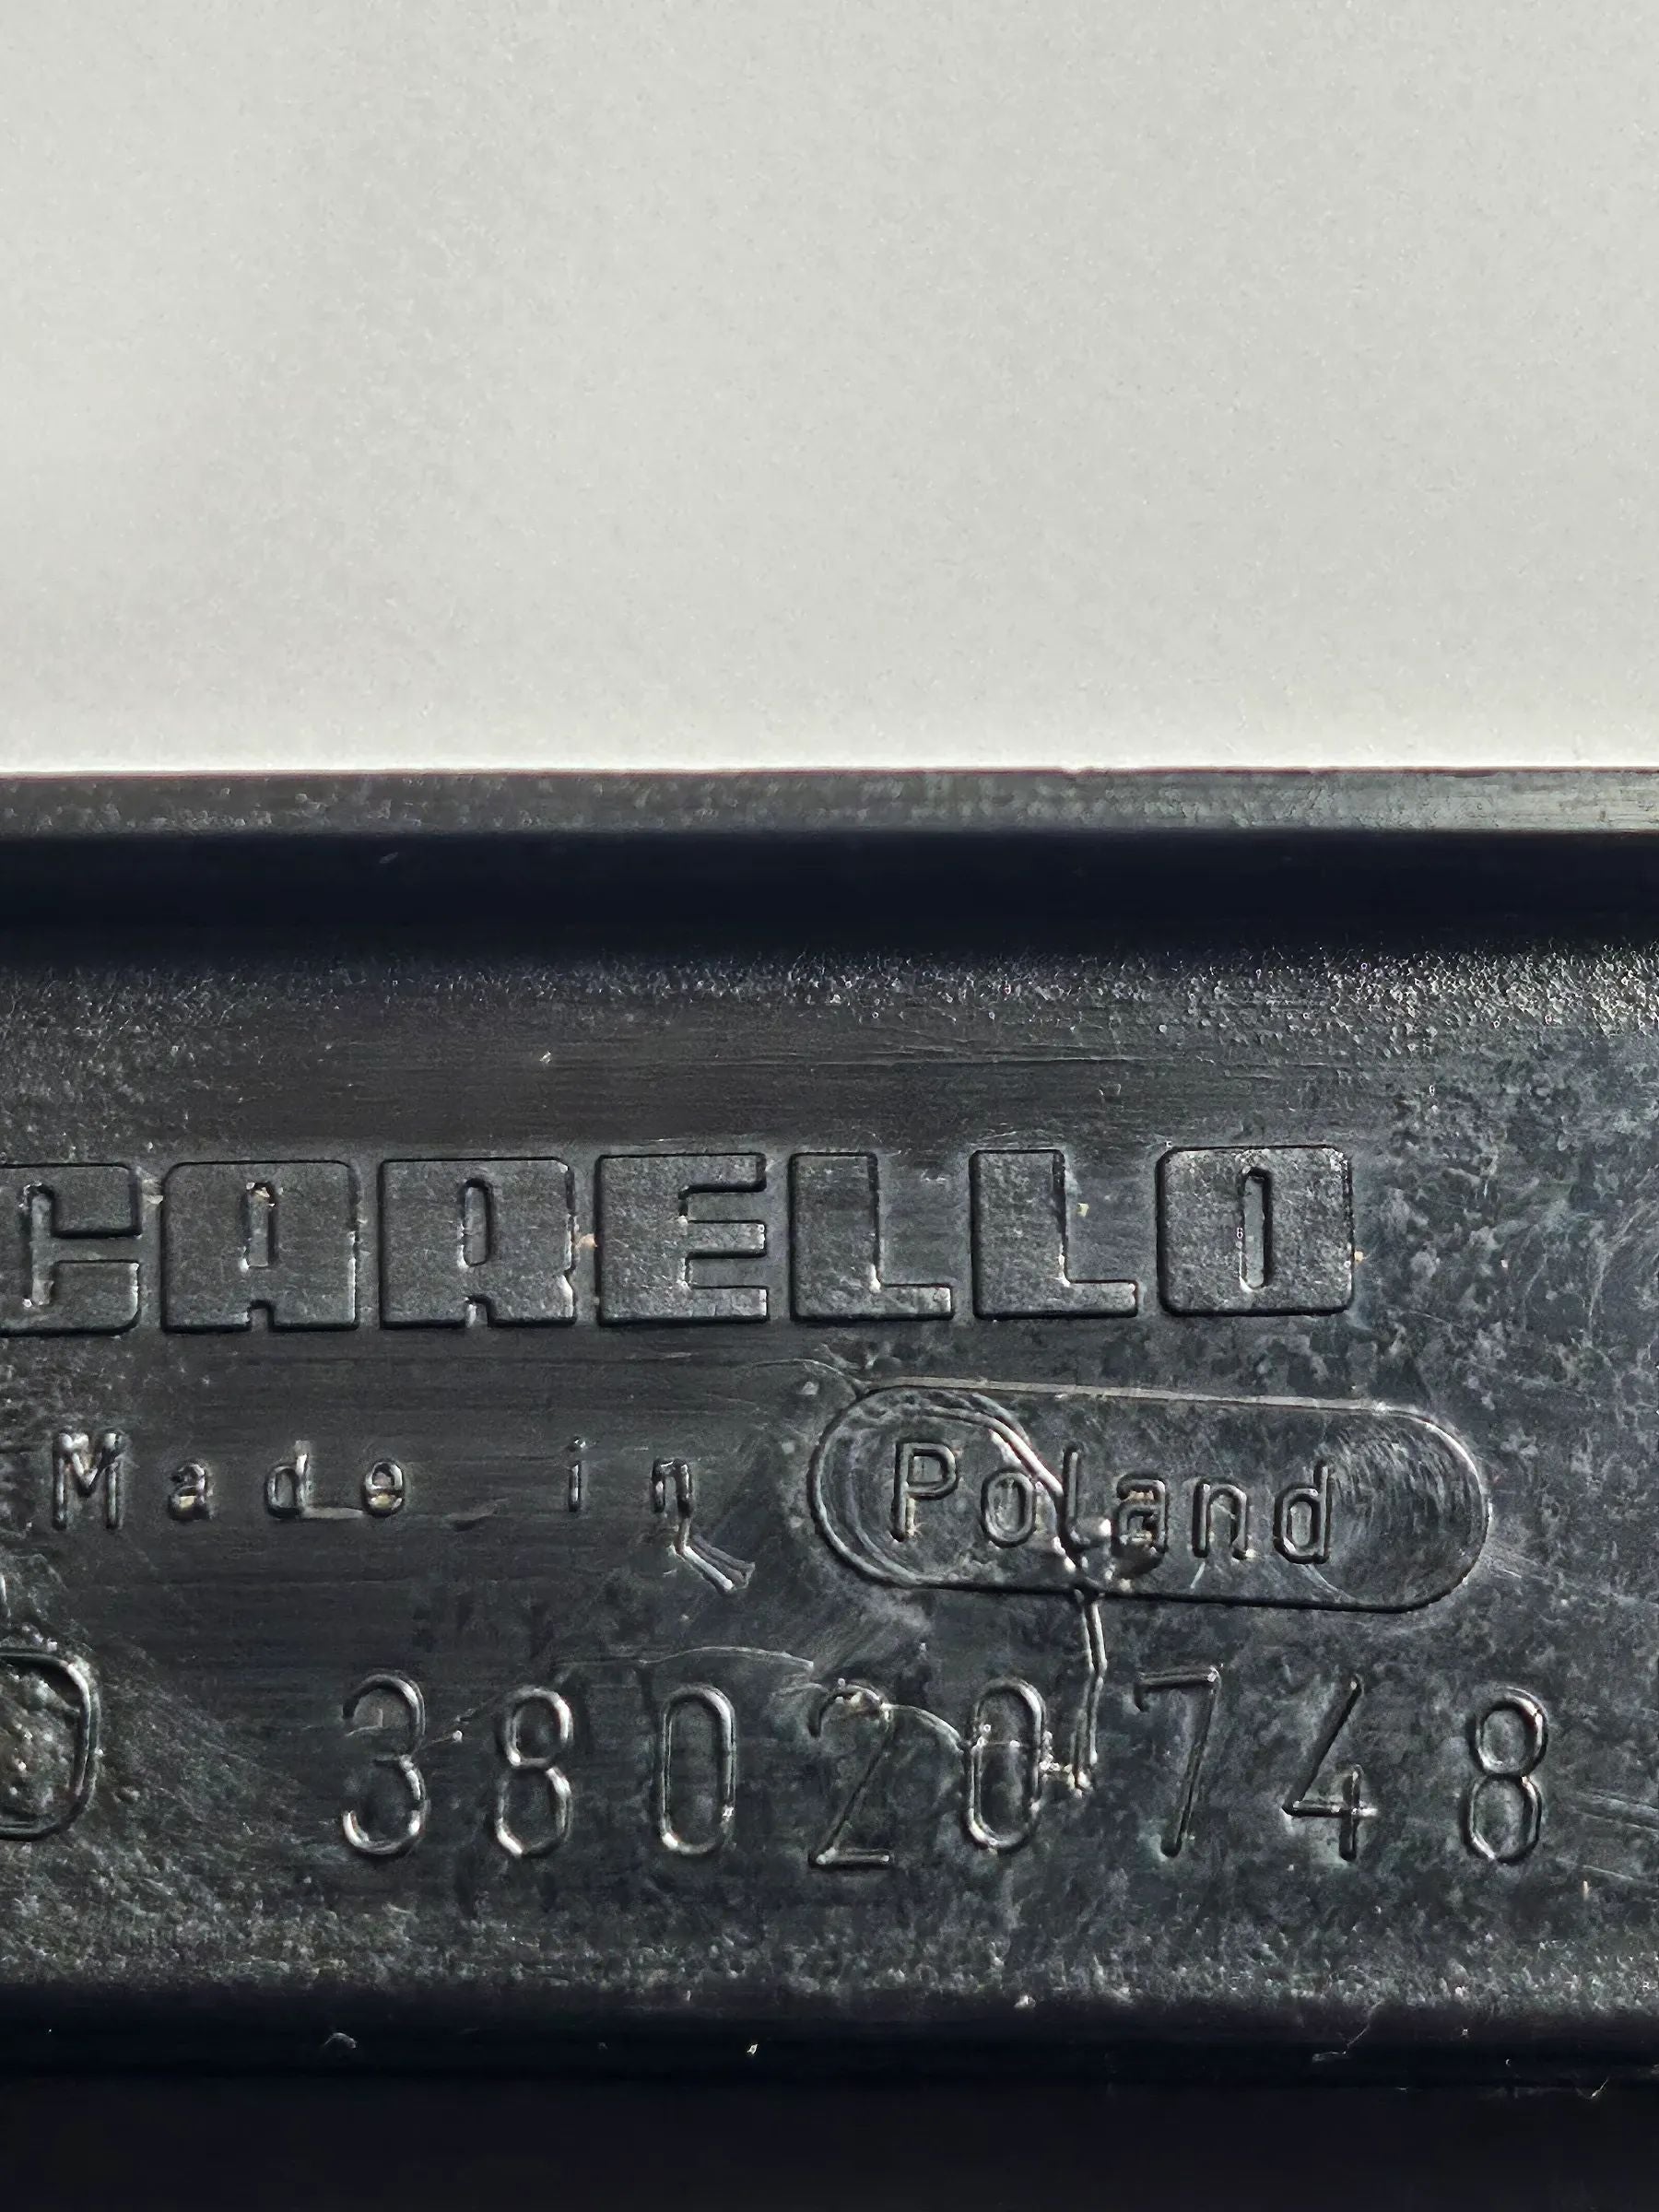 CARELLO
Made in Poland
D 38020748